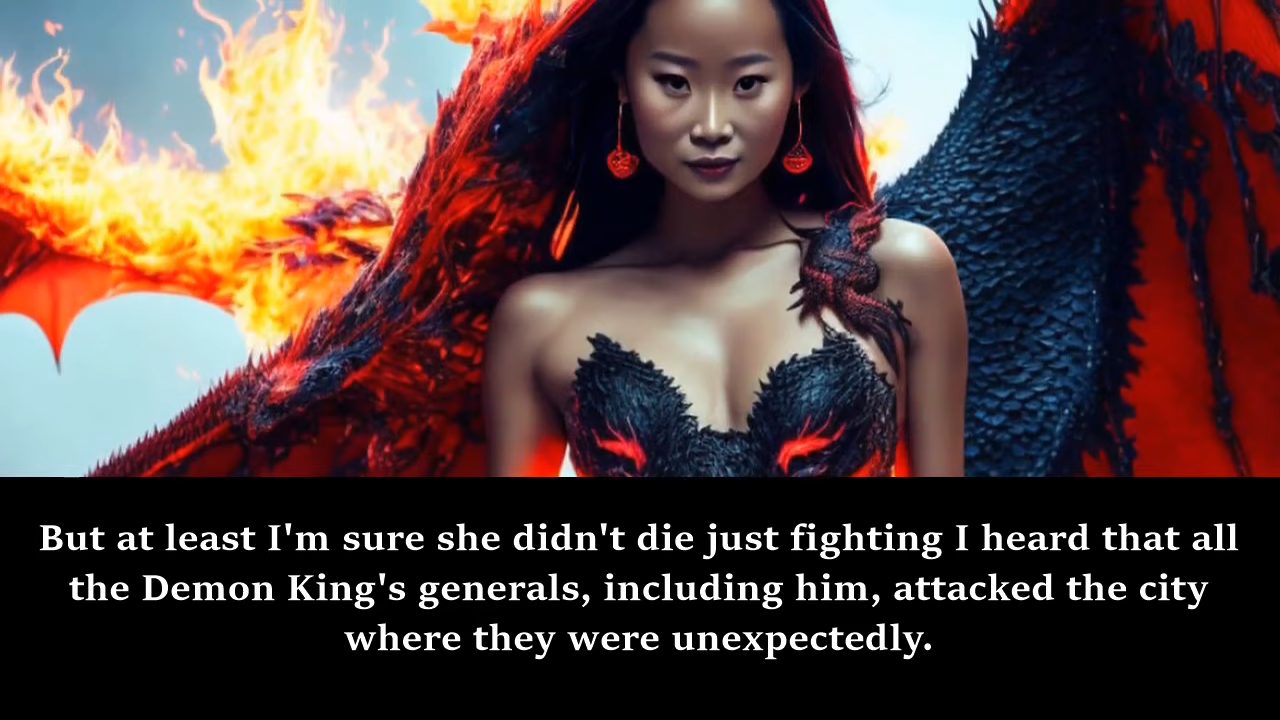 But at least I'm sure she didn't die just fighting I heard that all
the Demon King's generals, including him, attacked the city
where they were unexpectedly.